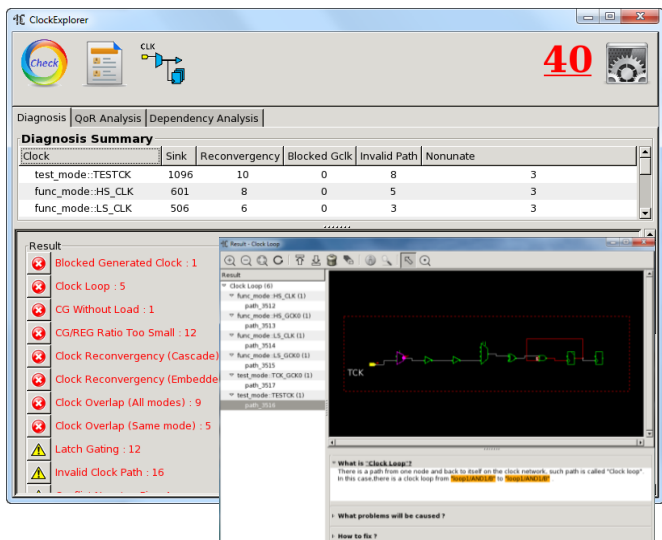 ClockExplorer
Check
CLK
40
Diagnosis QoR Analysis Dependency Analysis
Diagnosis Summary
Clock Sink Reconvergency Blocked Gclk Invalid Path Nonunate
test_mode::TESTCK 1096 10 0 8 3
func_mode::HS_CLK 601 8 0 5 3
func_mode::LS_CLK 506 6 0 3 3
Result
Blocked Generated Clock : 1
Clock Loop : 5
CG Without Load : 1
CG/REG Ratio Too Small : 12
Clock Reconvergency (Cascade)
Clock Reconvergency (Embedde
Clock Overlap (All modes) : 9
Clock Overlap (Same mode) : 5
Latch Gating : 12
Invalid Clock Path : 16
Result - Clock Loop
Result
Clock Loop (6)
func_mode::HS_CLK (1)
path_3512
func_mode::HS_GCK0 (1)
path_3513
func_mode::LS_CLK (1)
path_3514
func_mode::LS_GCK0 (1)
path_3515
test_mode::TCK_GCK0 (1)
path_3517
test_mode::TESTCK (1)
path_3516
TCK
What is "Clock Loop"?
There is a path from one node and back to itself on the clock network, such path is called "Clock loop".
In this case,there is a clock loop from "loop1/AND1/B" to "loop1/AND1/B".
What problems will be caused ?
How to fix ?